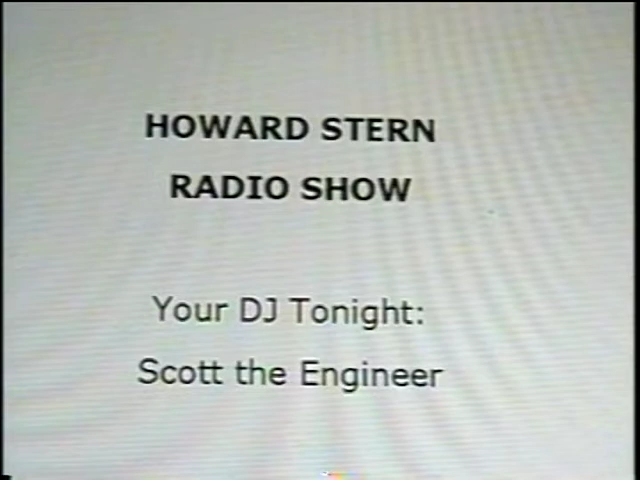 HOWARD STERN
RADIO SHOW
Your DJ Tonight:
Scott the Engineer